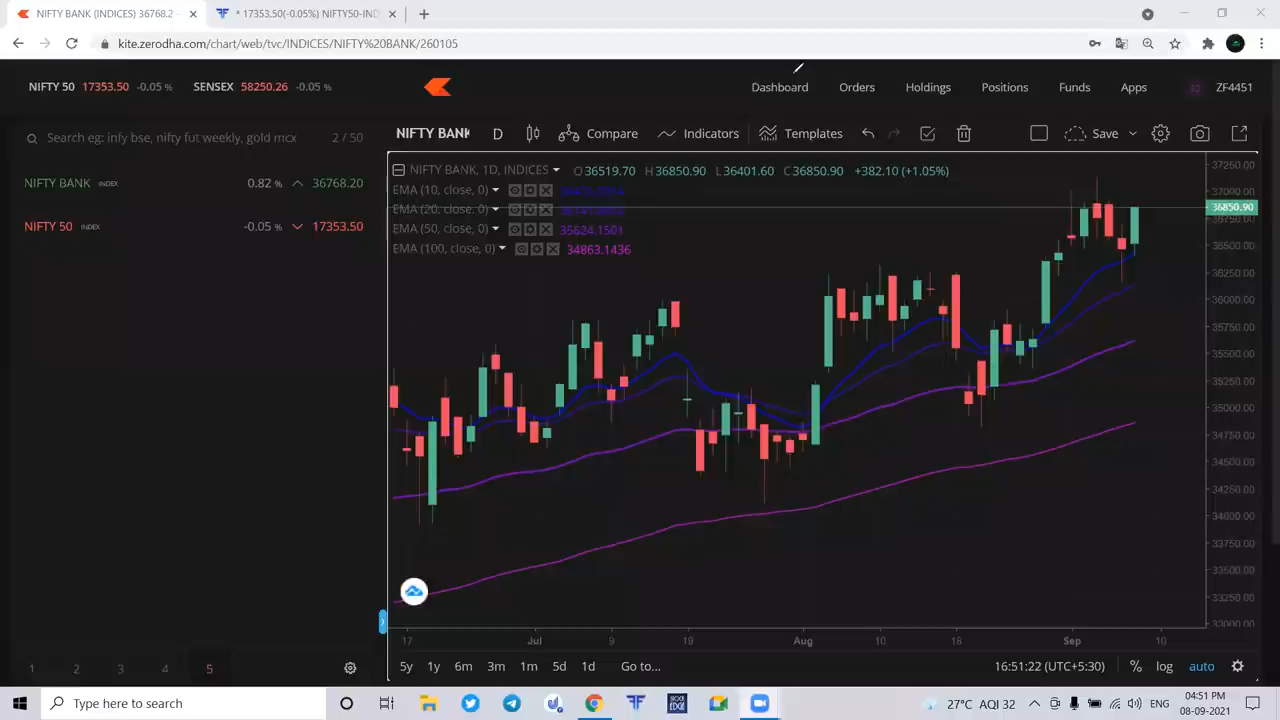 NIFTY BANK (INDICES) 36768.2
* 17353.50(-0.05%) NIFTY50-IND
kite.zerodha.com/chart/web/tvc/INDICES/NIFTY%20BANK/260105
NIFTY 50 17353.50 -0.05 % SENSEX 58250.26 -0.05 %
Dashboard Orders Holdings Positions Funds Apps ZF4451
Search eg: infy bse, nifty fut weekly, gold mcx 2 / 50
NIFTY BANK D Compare Indicators Templates Save
NIFTY BANK INDEX 0.82 % 36768.20
NIFTY 50 INDEX -0.05 % 17353.50
NIFTY BANK, 1D, INDICES O36519.70 H36850.90 L36401.60 C36850.90 +382.10 (+1.05%)
EMA (10, close, 0)
EMA (20, close, 0)
EMA (50, close, 0) 35624.1501
EMA (100, close, 0) 34863.1436
37250.00
37000.00
36850.90
36750.00
36500.00
36250.00
36000.00
35750.00
35500.00
35250.00
35000.00
34750.00
34500.00
34250.00
34000.00
33750.00
33500.00
33250.00
33000.00
17 Jul 9 19 Aug 10 18 Sep 10
1 2 3 4 5
5y 1y 6m 3m 1m 5d 1d Go to... 16:51:22 (UTC+5:30) % log auto
Type here to search
27°C AQI 32 ENG
04:51 PM
08-09-2021